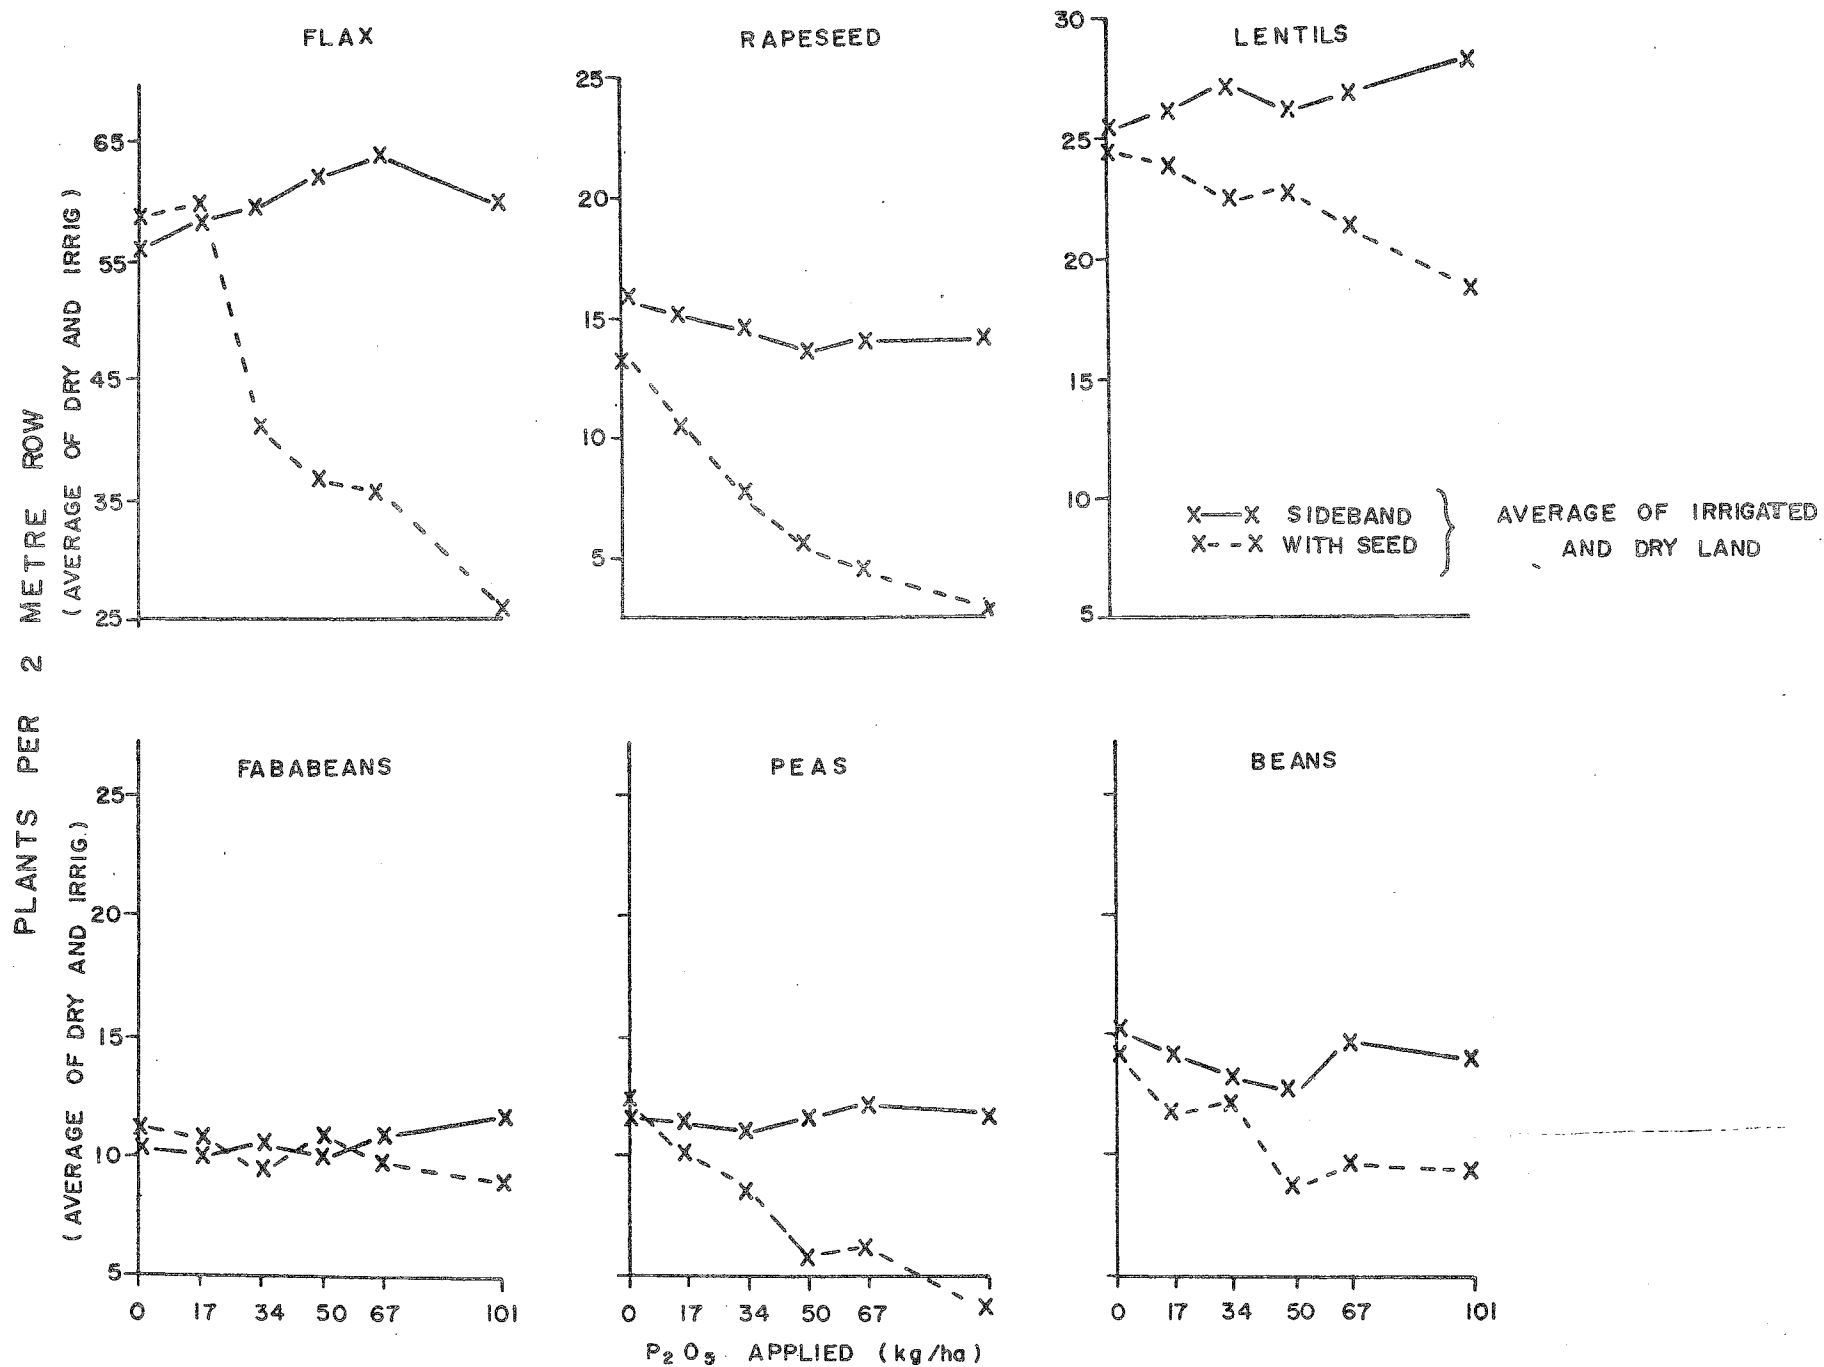 FLAX
RAPESEED
LENTILS
PLANTS PER 2 METRE ROW
(AVERAGE OF DRY AND IRRIG)
65
55
45
35
25
25
20
15
10
5
30
25
20
15
10
5
X—X SIDEBAND
X--X WITH SEED
AVERAGE OF IRRIGATED
AND DRY LAND
FABABEANS
PEAS
BEANS
(AVERAGE OF DRY AND IRRIG.)
25
20
15
10
5
0 17 34 50 67 101
0 17 34 50 67
0 17 34 50 67 101
P2O5 APPLIED (kg/ha)